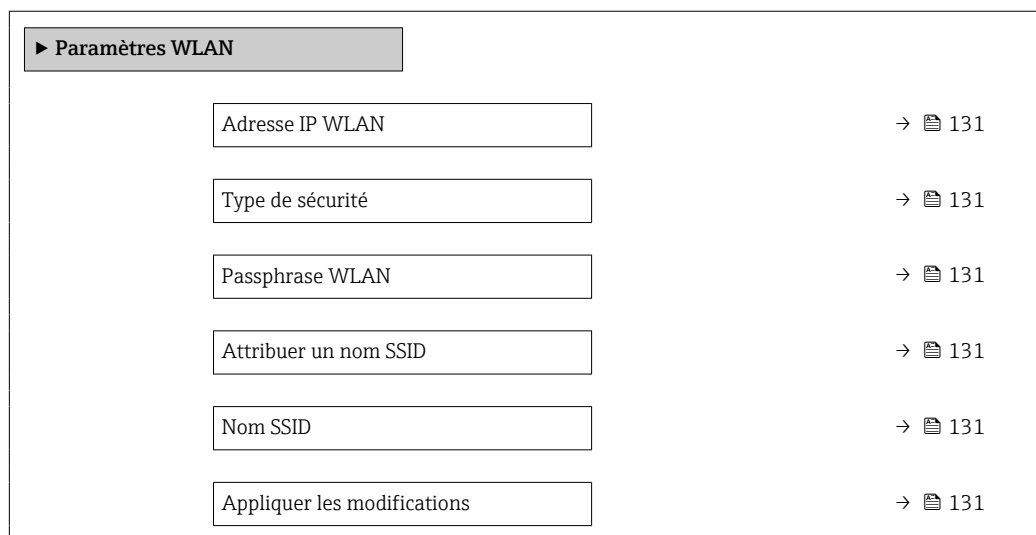 ► Paramètres WLAN
Adresse IP WLAN → 131
Type de sécurité → 131
Passphrase WLAN → 131
Attribuer un nom SSID → 131
Nom SSID → 131
Appliquer les modifications → 131